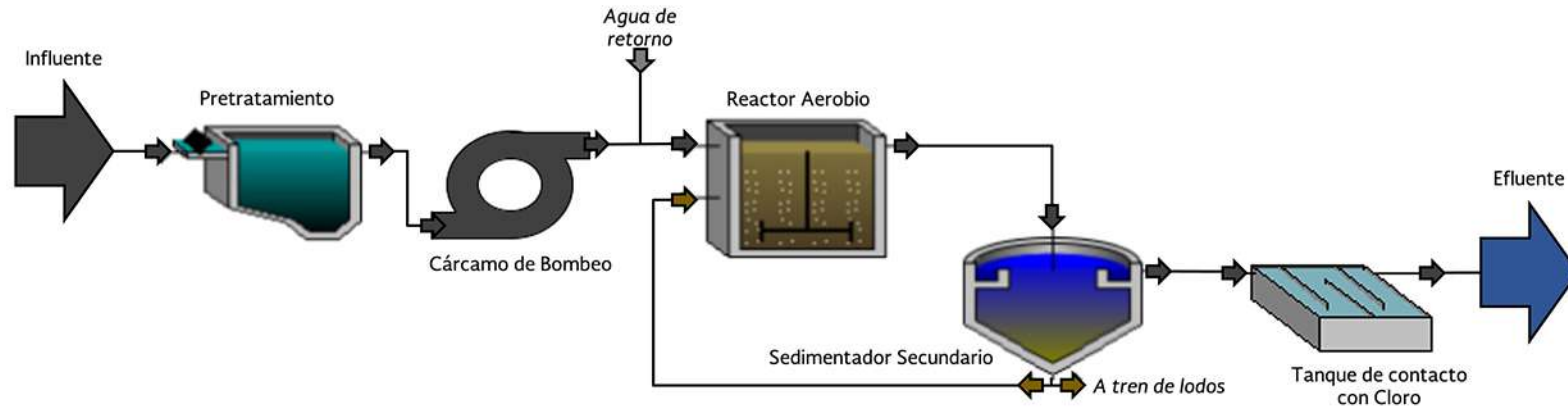 Influente
Pretratamiento
Cárcamo de Bombeo
Agua de
retorno
Reactor Aerobio
Sedimentador Secundario
A tren de lodos
Tanque de contacto
con Cloro
Efluente